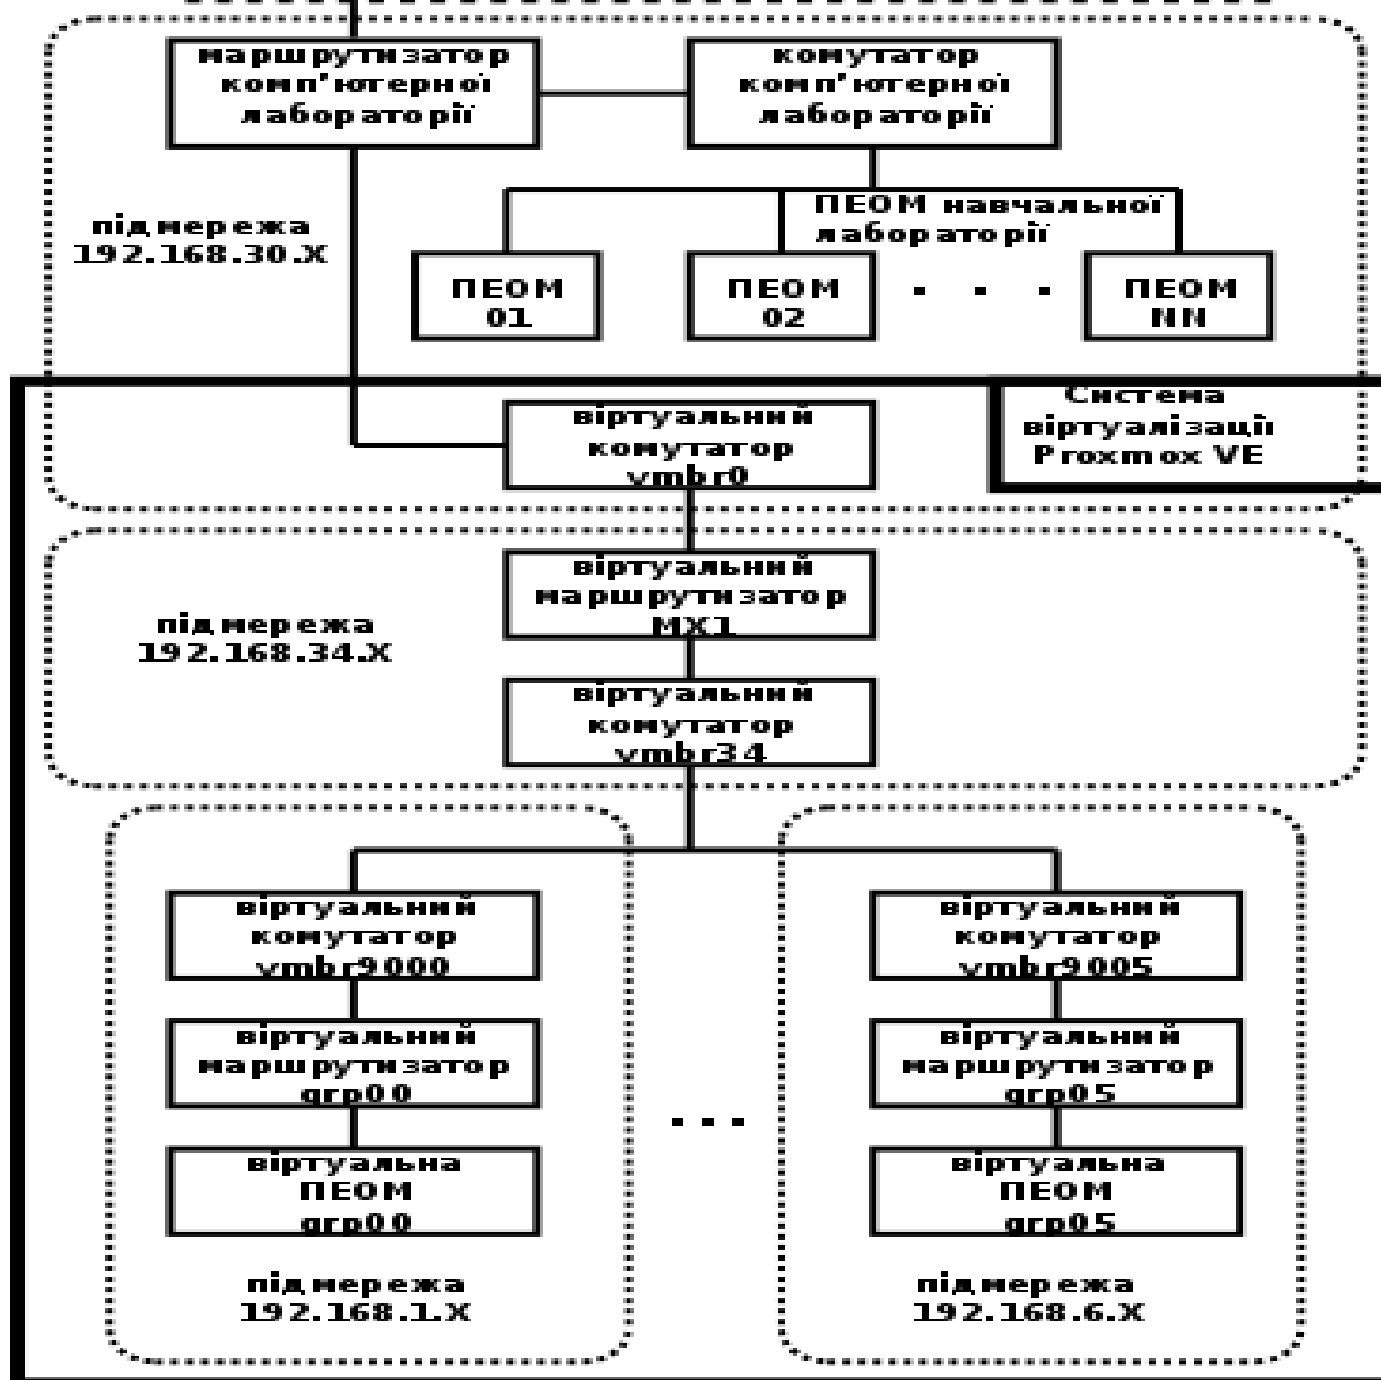 маршрутизатор
комп'ютерної
лабораторії
комутатор
комп'ютерної
лабораторії
ПЕОМ навчальної
лабораторії
підмережа
192.168.30.X
ПЕОМ
01
ПЕОМ
02
. . .
ПЕОМ
NN
Система
віртуалізації
Proxmox VE
віртуальний
комутатор
vmbr0
віртуальний
маршрутизатор
MX1
підмережа
192.168.34.X
віртуальний
комутатор
vmbr34
віртуальний
комутатор
vmbr9000
віртуальний
маршрутизатор
grp00
віртуальна
ПЕОМ
grp00
підмережа
192.168.1.X
...
віртуальний
комутатор
vmbr9005
віртуальний
маршрутизатор
grp05
віртуальна
ПЕОМ
grp05
підмережа
192.168.6.X